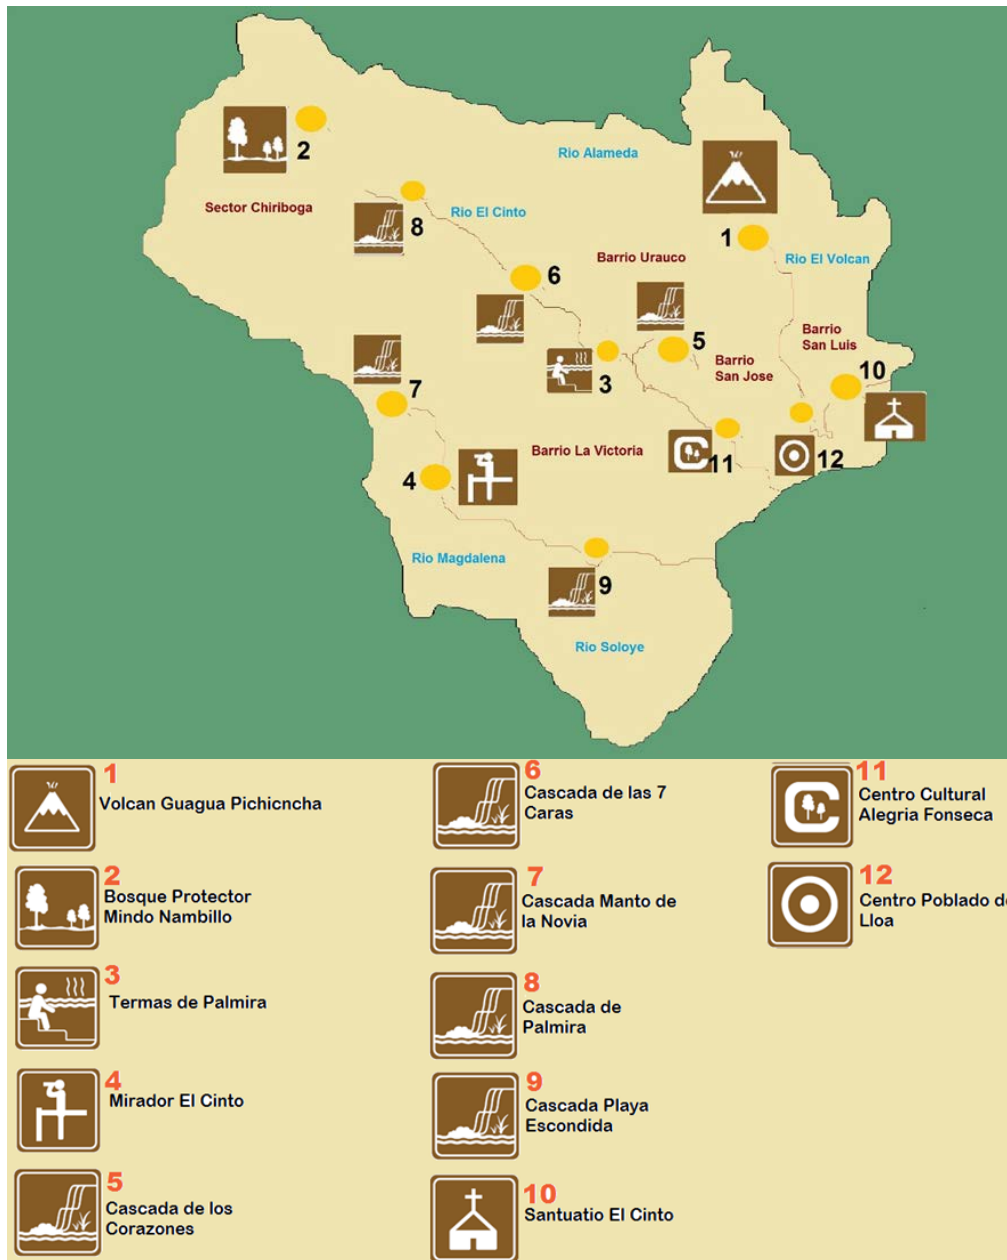 2
Rio Alameda
Sector Chiriboga
Rio El Cinto
8
1
Barrio Urauco
Rio El Volcan
6
Barrio
San Luis
5
Barrio
San Jose
3
10
7
Barrio La Victoria
11
12
4
Rio Magdalena
9
Rio Soloye
1
Volcan Guagua Pichicncha
2
Bosque Protector
Mindo Nambillo
3
Termas de Palmira
4
Mirador El Cinto
5
Cascada de los
Corazones
6
Cascada de las 7
Caras
7
Cascada Manto de
la Novia
8
Cascada de
Palmira
9
Cascada Playa
Escondida
10
Santuatio El Cinto
11
Centro Cultural
Alegria Fonseca
12
Centro Poblado de
Lloa